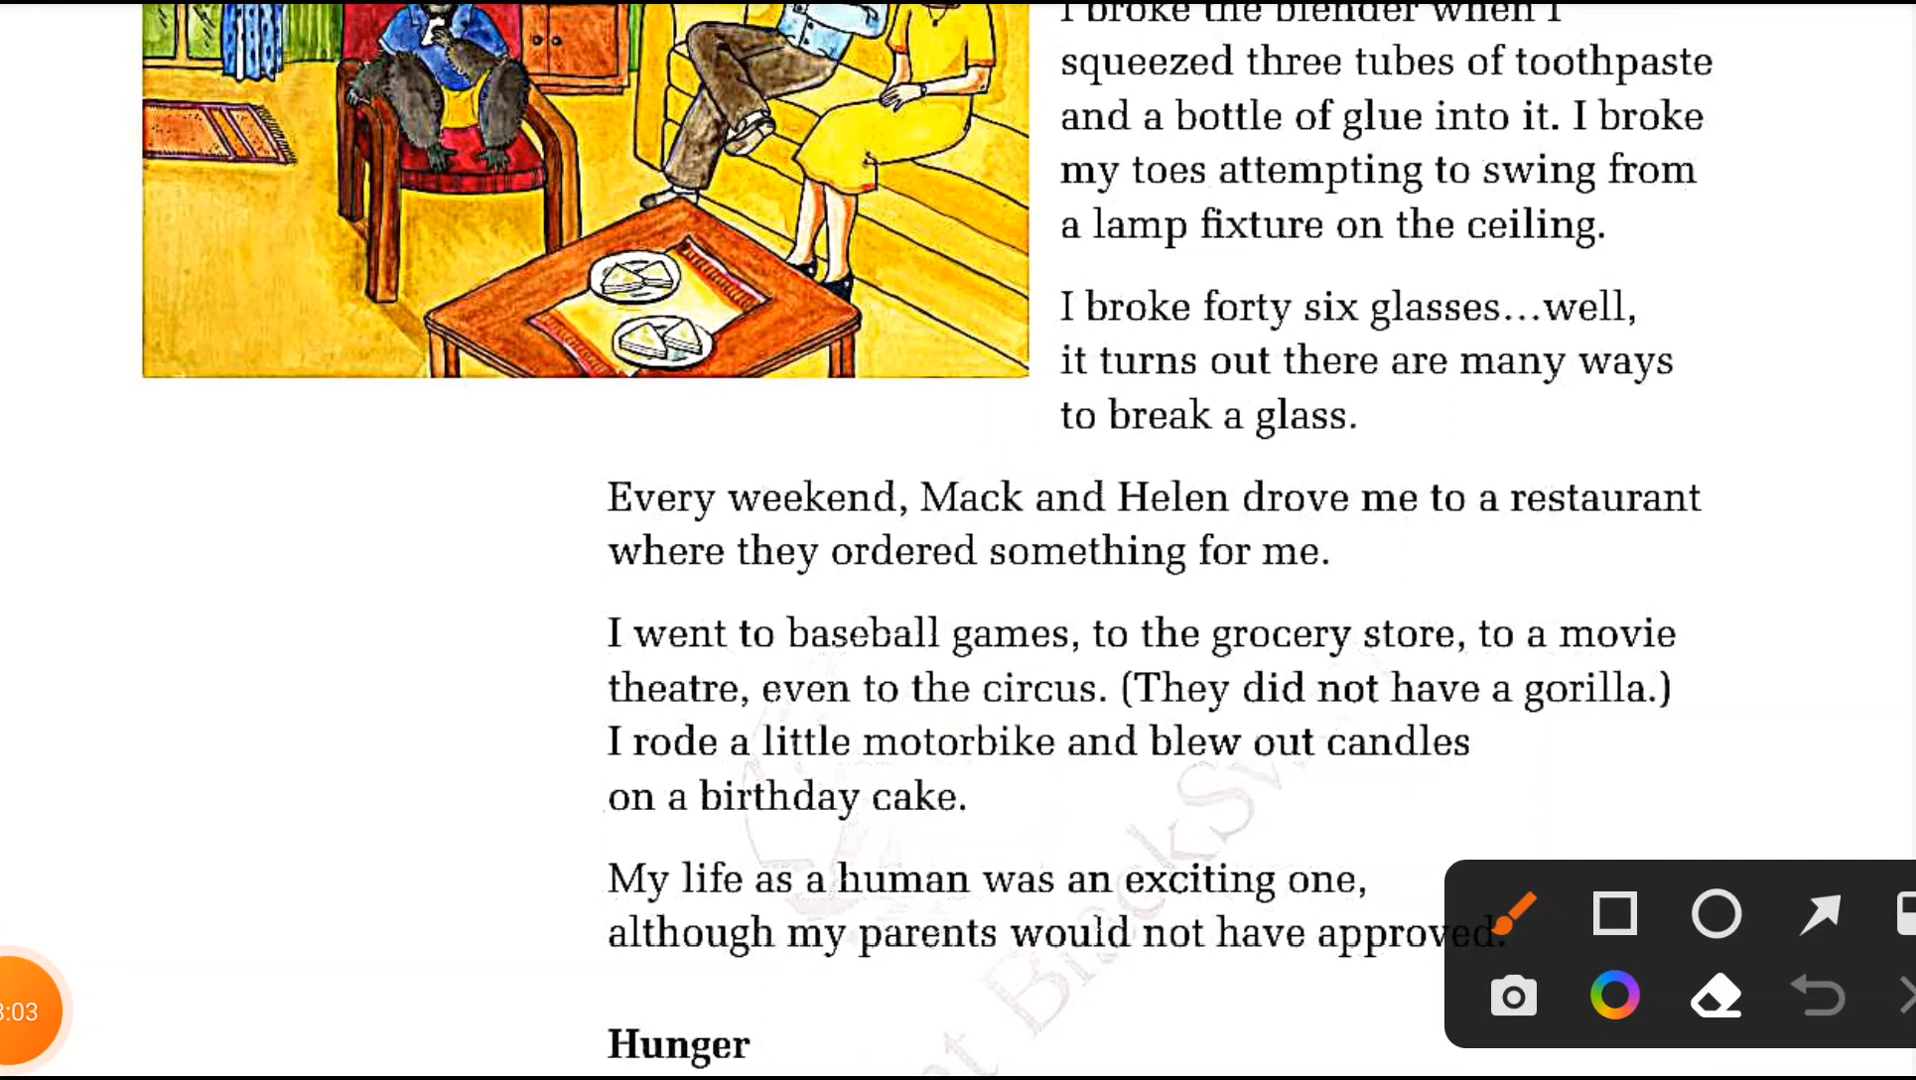 I broke the blender when I
squeezed three tubes of toothpaste
and a bottle of glue into it. I broke
my toes attempting to swing from
a lamp fixture on the ceiling.
I broke forty six glasses...well,
it turns out there are many ways
to break a glass.
Every weekend, Mack and Helen drove me to a restaurant
where they ordered something for me.
I went to baseball games, to the grocery store, to a movie
theatre, even to the circus. (They did not have a gorilla.)
I rode a little motorbike and blew out candles
on a birthday cake.
My life as a human was an exciting one,
although my parents would not have approved.
:03
Hunger